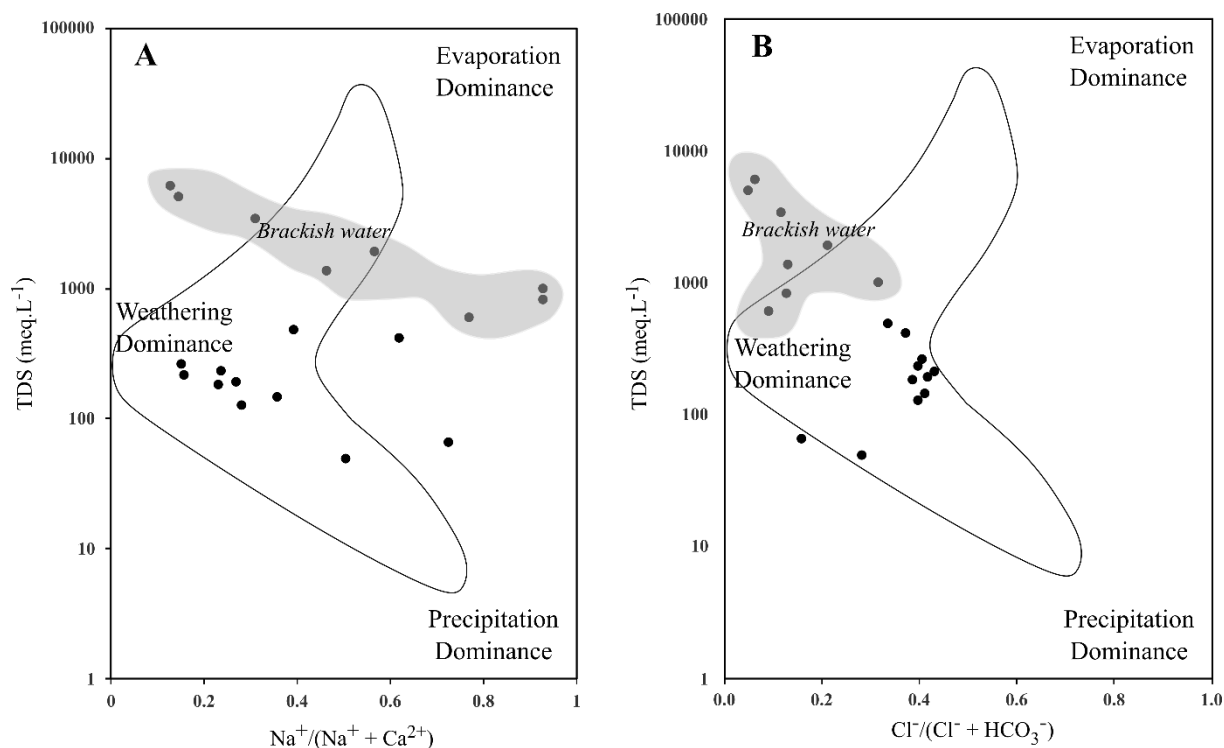 A
100000
10000
1000
100
10
1
TDS (meq.L⁻¹)
Evaporation
Dominance
Brackish water
Weathering
Dominance
Precipitation
Dominance
0
0.2
0.4
0.6
0.8
1
Na⁺/(Na⁺ + Ca²⁺)
B
100000
10000
1000
100
10
1
TDS (meq.L⁻¹)
Evaporation
Dominance
Brackish water
Weathering
Dominance
Precipitation
Dominance
0.0
0.2
0.4
0.6
0.8
1.0
Cl⁻/(Cl⁻ + HCO₃⁻)